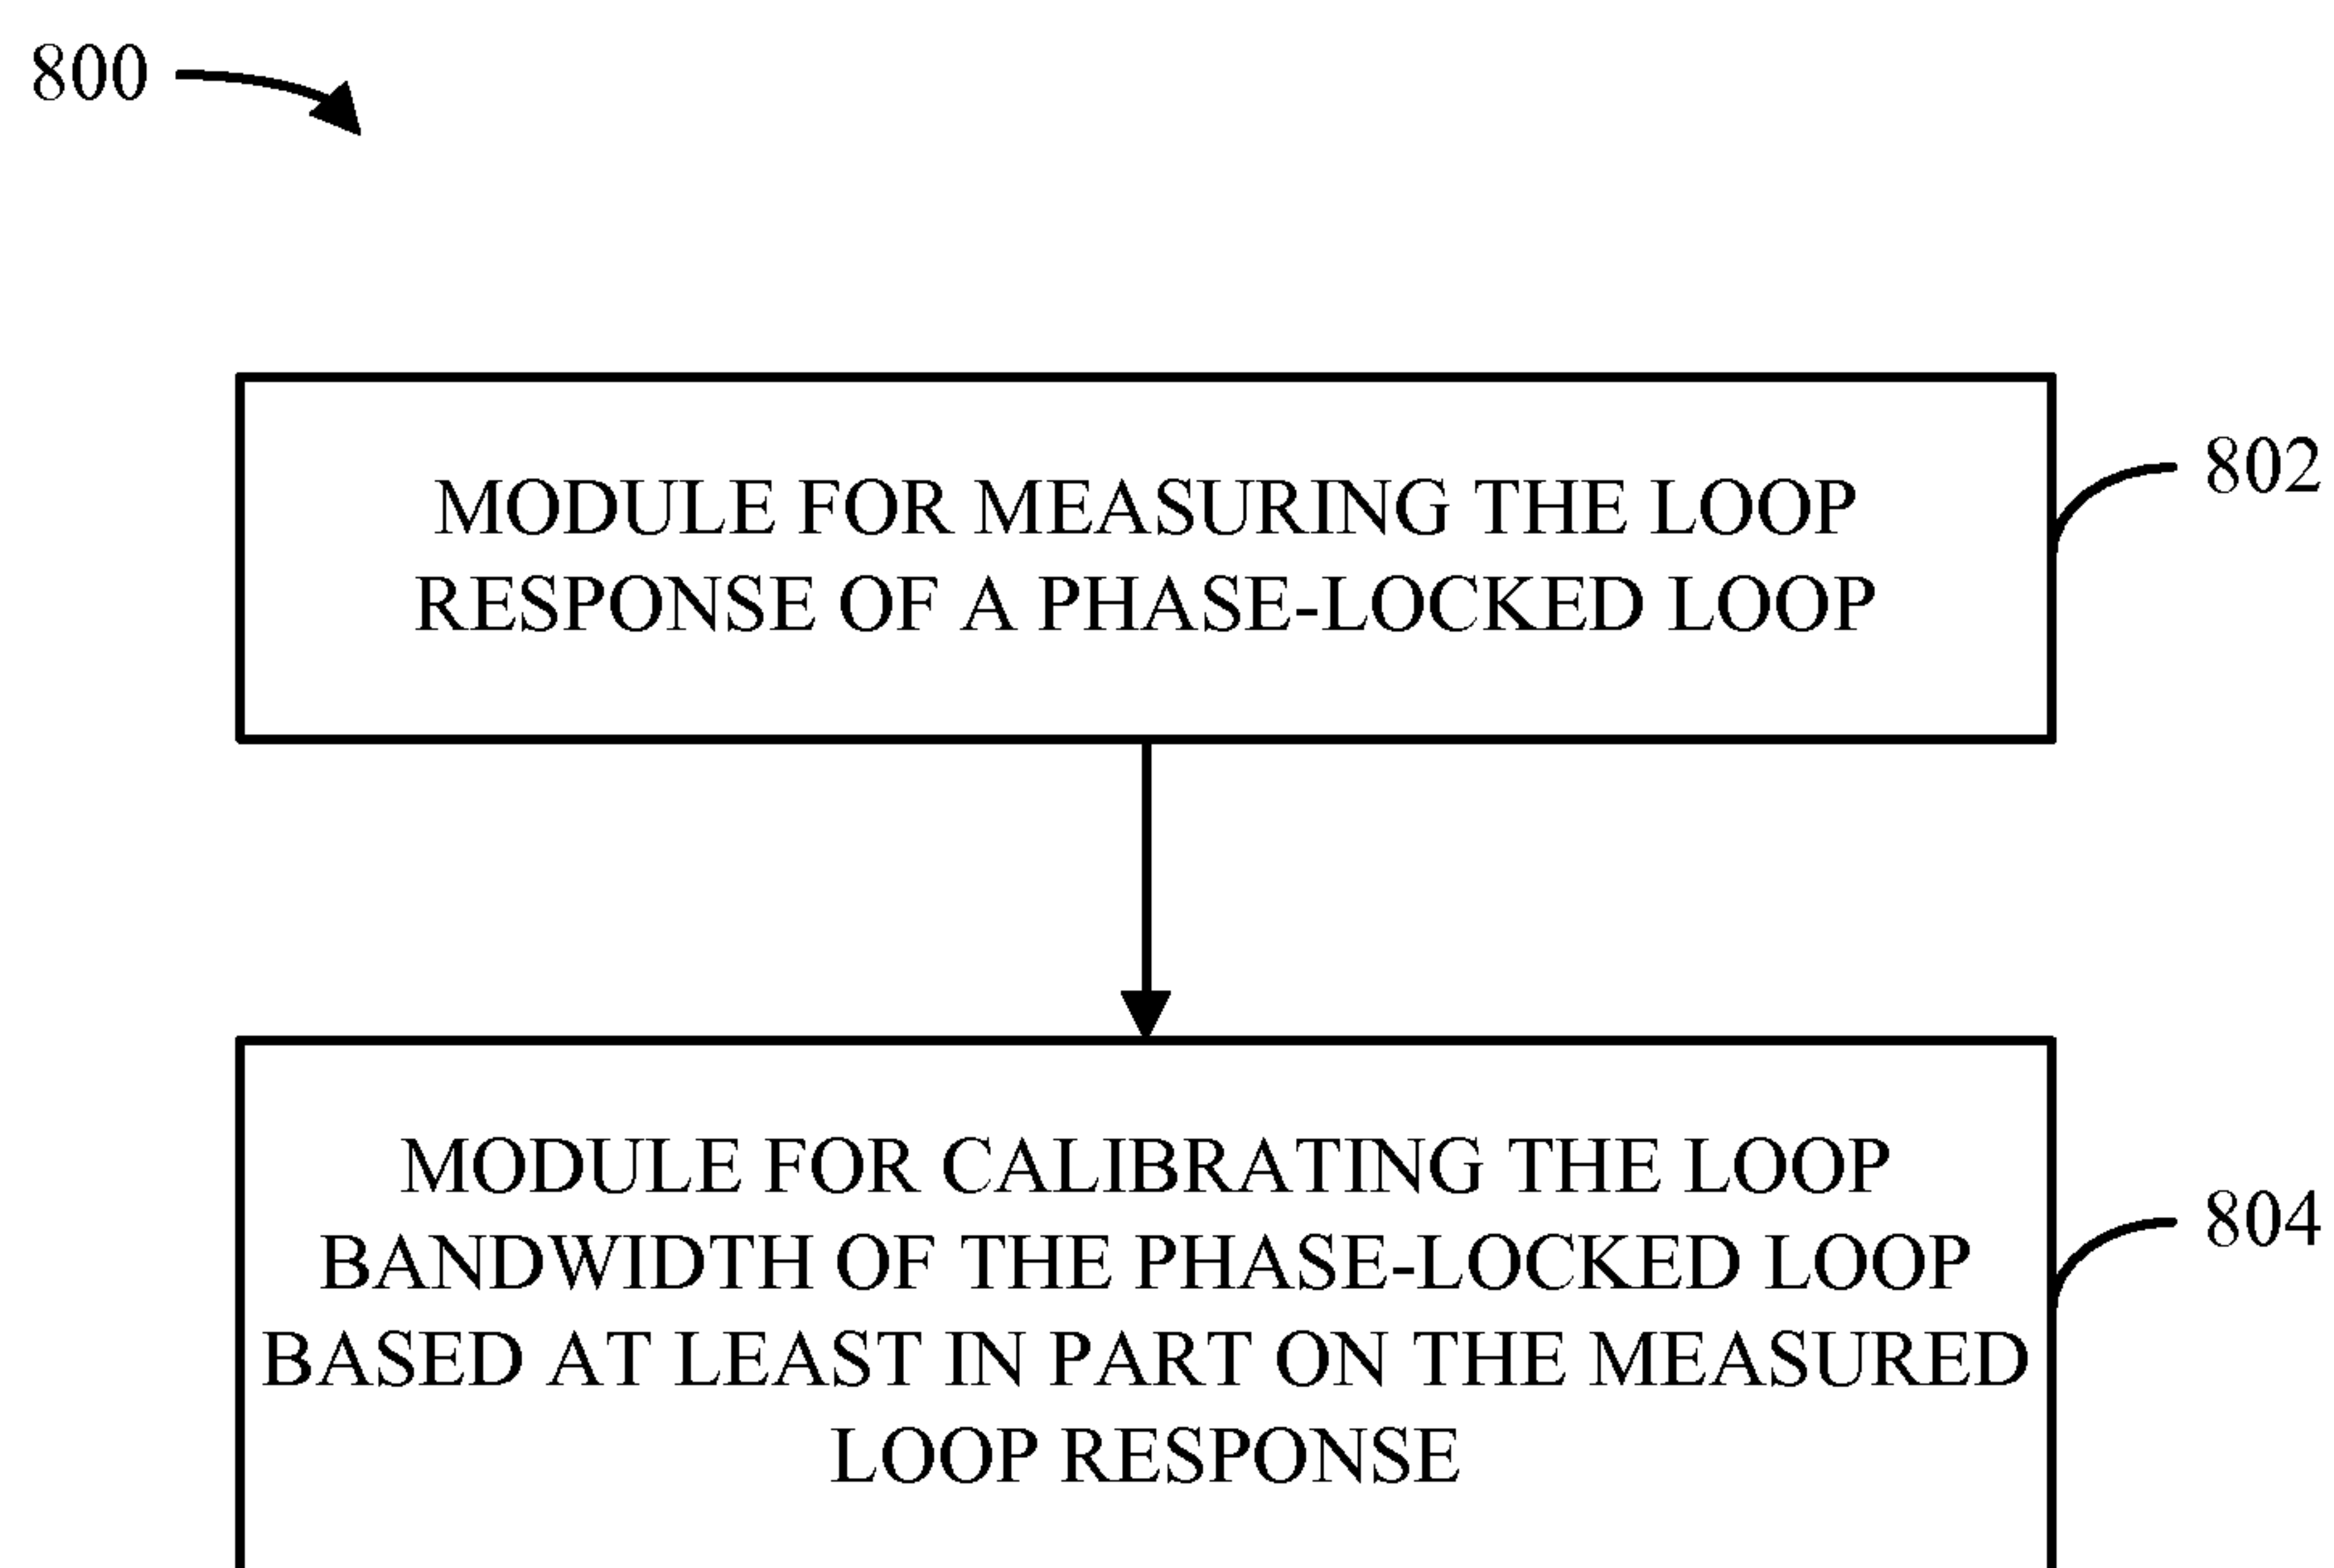 800
MODULE FOR MEASURING THE LOOP
RESPONSE OF A PHASE-LOCKED LOOP
802
MODULE FOR CALIBRATING THE LOOP
BANDWIDTH OF THE PHASE-LOCKED LOOP
BASED AT LEAST IN PART ON THE MEASURED
LOOP RESPONSE
804